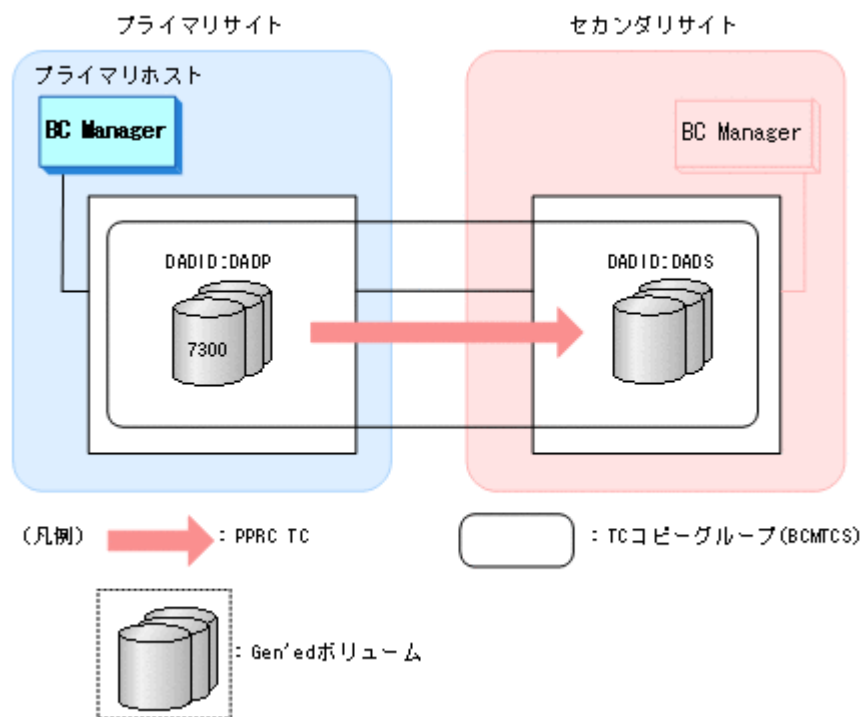 プライマリサイト
セカンダリサイト
プライマリホスト
BC Manager
BC Manager
DADID:DADP
DADID:DADS
7300
(凡例)
: PPRC TC
: TCコピーグループ(BCMTCS)
: Gen'edボリューム